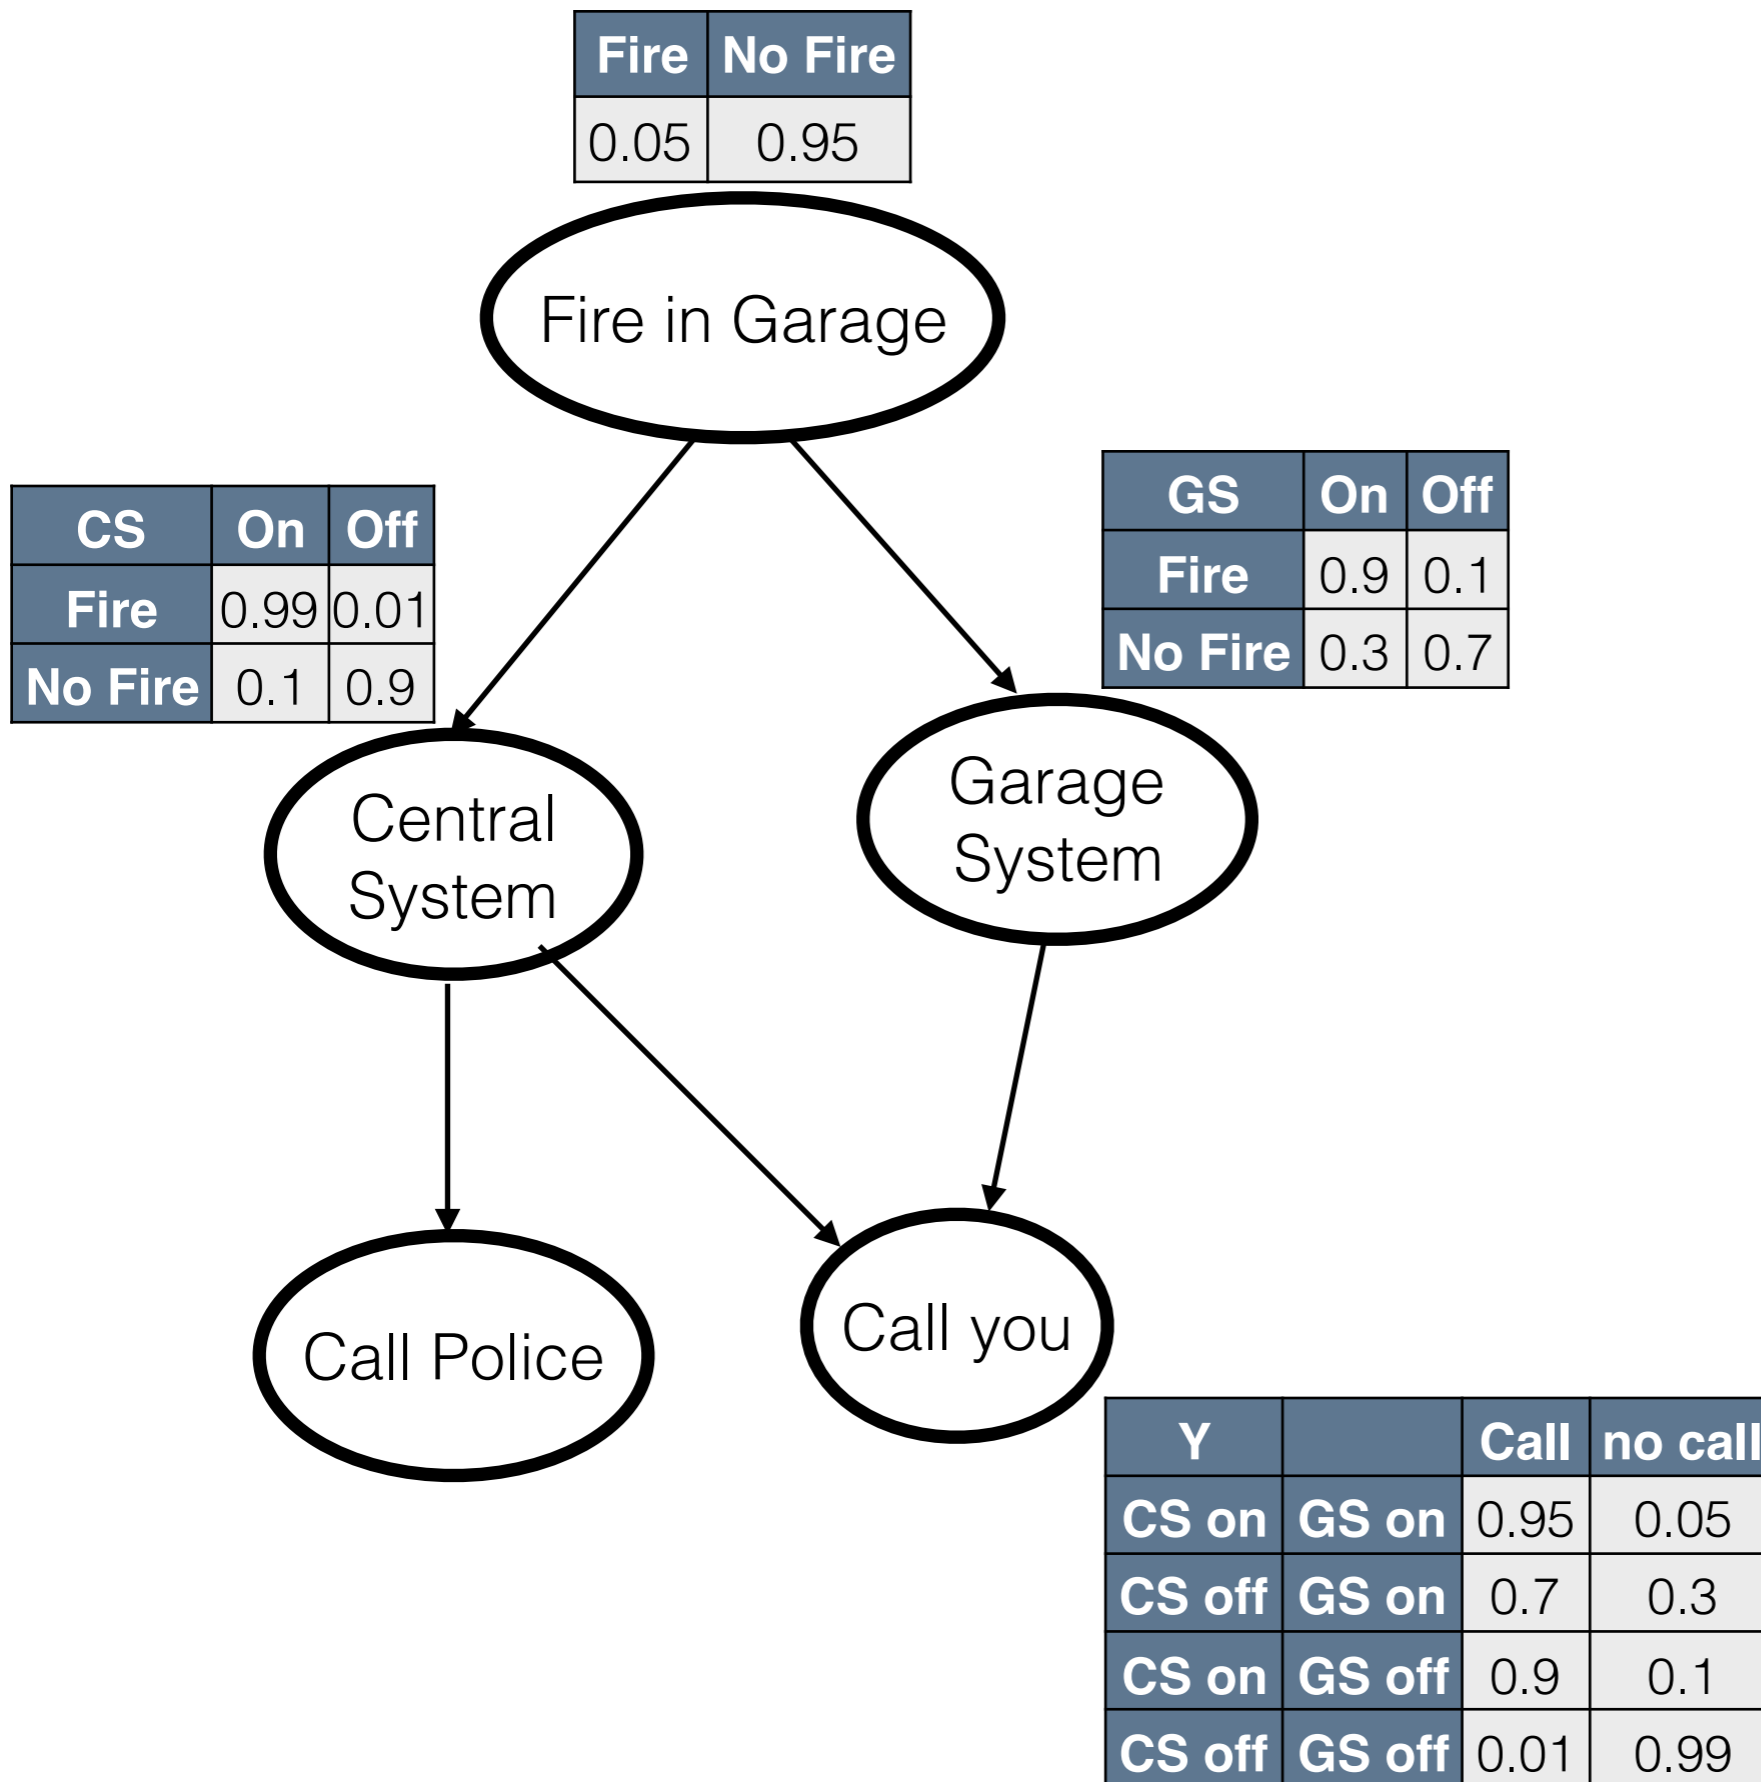 Fire No Fire
0.05 0.95
Fire in Garage
CS On Off
Fire 0.99 0.01
No Fire 0.1 0.9
GS On Off
Fire 0.9 0.1
No Fire 0.3 0.7
Central
System
Garage
System
Call Police
Call you
Y Call no call
CS on GS on 0.95 0.05
CS off GS on 0.7 0.3
CS on GS off 0.9 0.1
CS off GS off 0.01 0.99